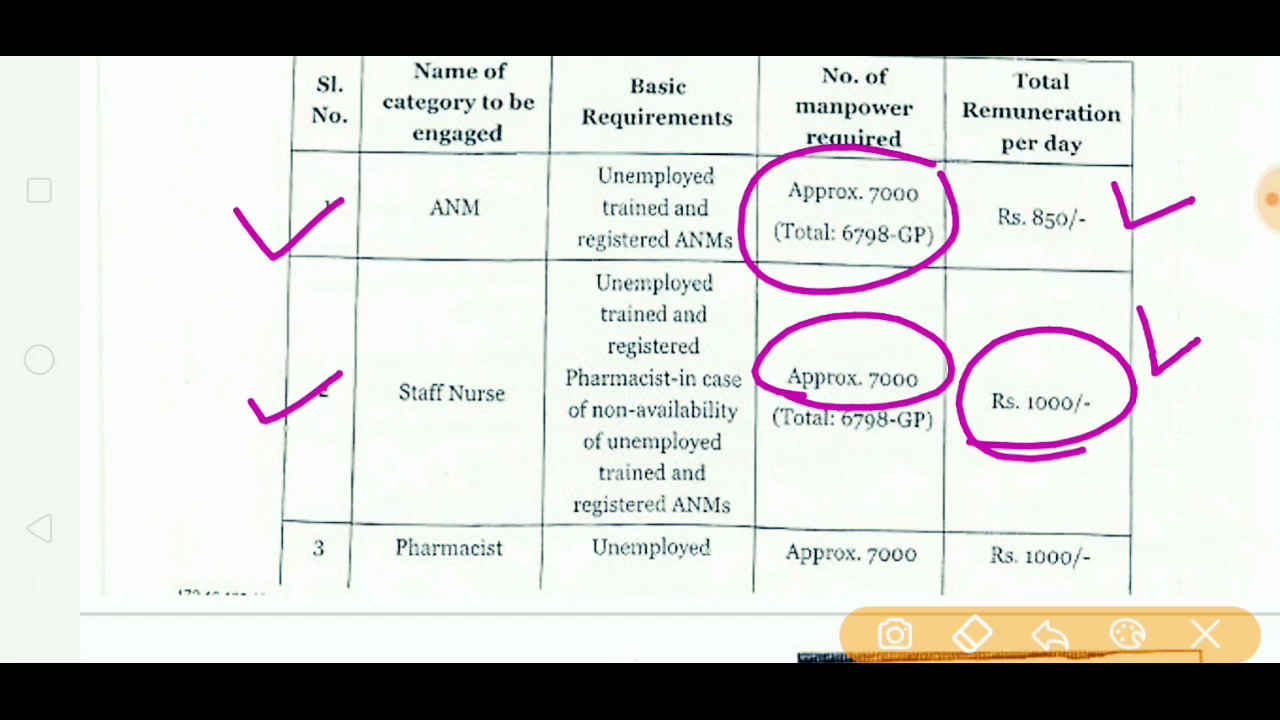 Sl.
No.
Name of
category to be
engaged
Basic
Requirements
No. of
manpower
required
Total
Remuneration
per day
1
ANM
Unemployed
trained and
registered ANMs
Approx. 7000
(Total: 6798-GP)
Rs. 850/-
2
Staff Nurse
Unemployed
trained and
registered
Pharmacist-in case
of non-availability
of unemployed
trained and
registered ANMs
Approx. 7000
(Total: 6798-GP)
Rs. 1000/-
3
Pharmacist
Unemployed
Approx. 7000
Rs. 1000/-